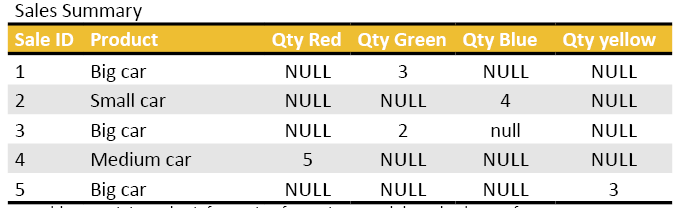 Sales Summary
Sale ID Product Qty Red Qty Green Qty Blue Qty yellow
1 Big car NULL 3 NULL NULL
2 Small car NULL NULL 4 NULL
3 Big car NULL 2 null NULL
4 Medium car 5 NULL NULL NULL
5 Big car NULL NULL NULL 3